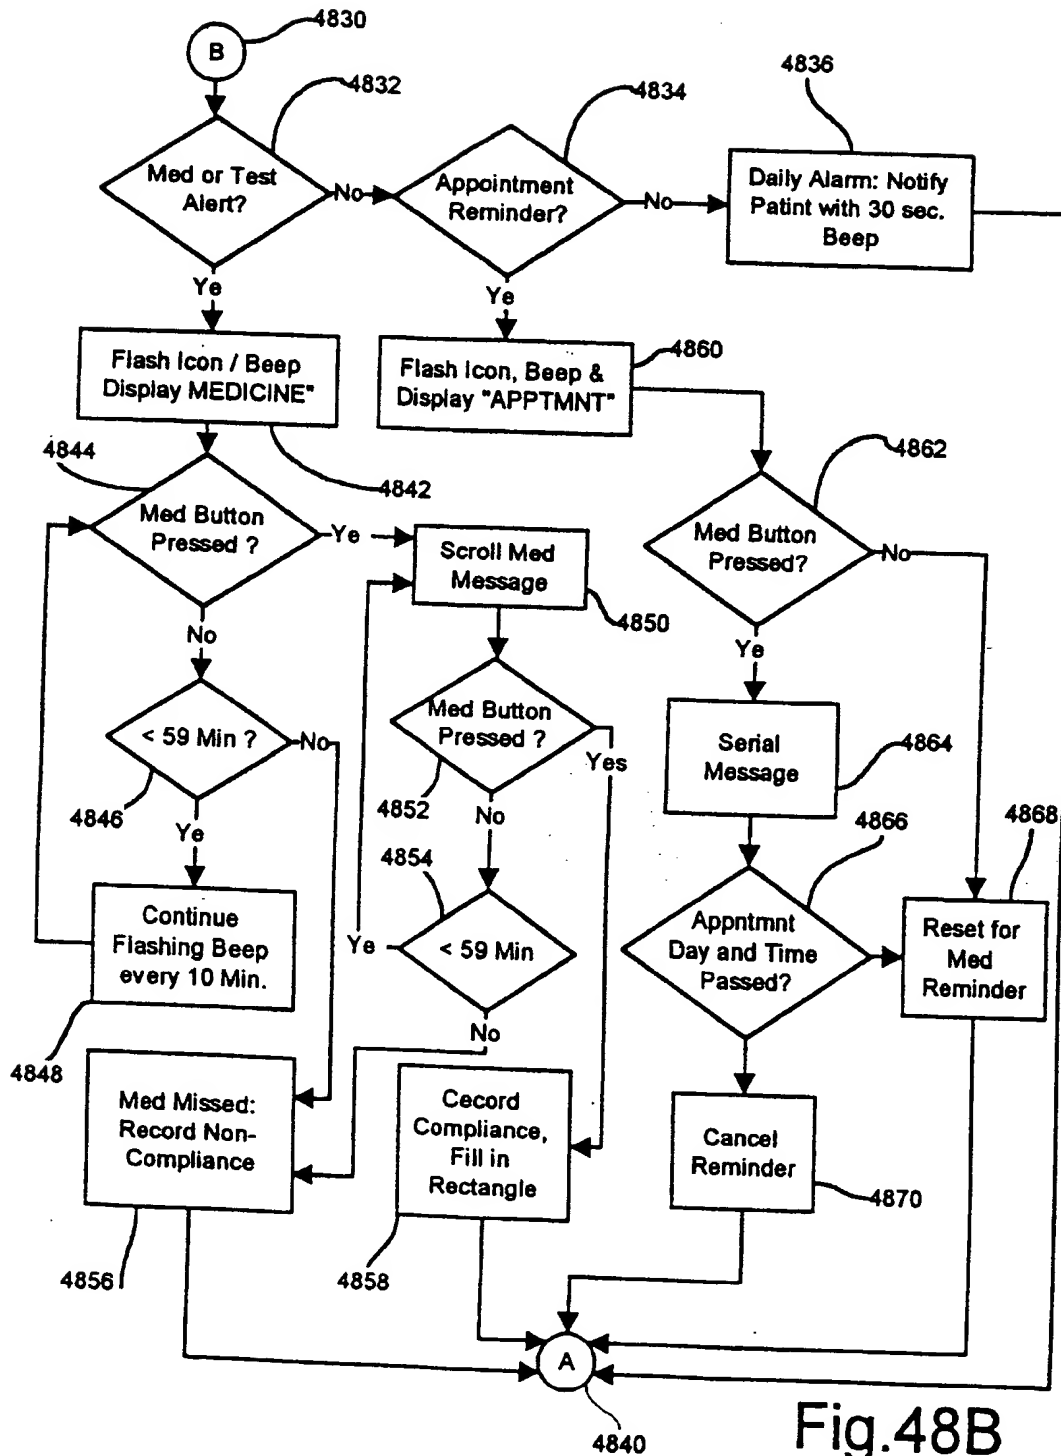 4830
B
4832
4834
4836
Med or Test
Alert?
No
Appointment
Reminder?
No
Daily Alarm: Notify
Patint with 30 sec.
Beep
Ye
Ye
Flash Icon / Beep
Display MEDICINE"
4842
Flash Icon, Beep &
Display "APPTMNT"
4860
4844
Med Button
Pressed ?
Ye
Scroll Med
Message
4850
4862
Med Button
Pressed?
No
No
Ye
< 59 Min ?
No
4846
Ye
Med Button
Pressed ?
4852
Yes
No
Serial
Message
4864
4854
< 59 Min
Ye
No
4866
4868
Continue
Flashing Beep
every 10 Min.
4848
Appntmnt
Day and Time
Passed?
Reset for
Med
Reminder
Med Missed:
Record Non-
Compliance
4856
Cecord
Compliance,
Fill in
Rectangle
4858
Cancel
Reminder
4870
A
4840
Fig.48B